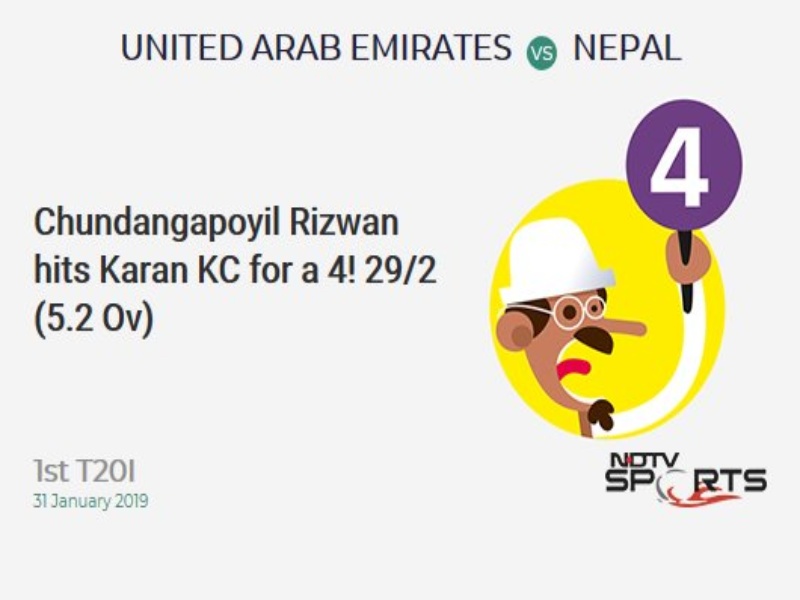 UNITED ARAB EMIRATES VS NEPAL
4
Chundangapoyil Rizwan
hits Karan KC for a 4! 29/2
(5.2 Ov)
1st T20I
31 January 2019
NDTV
SPORTS